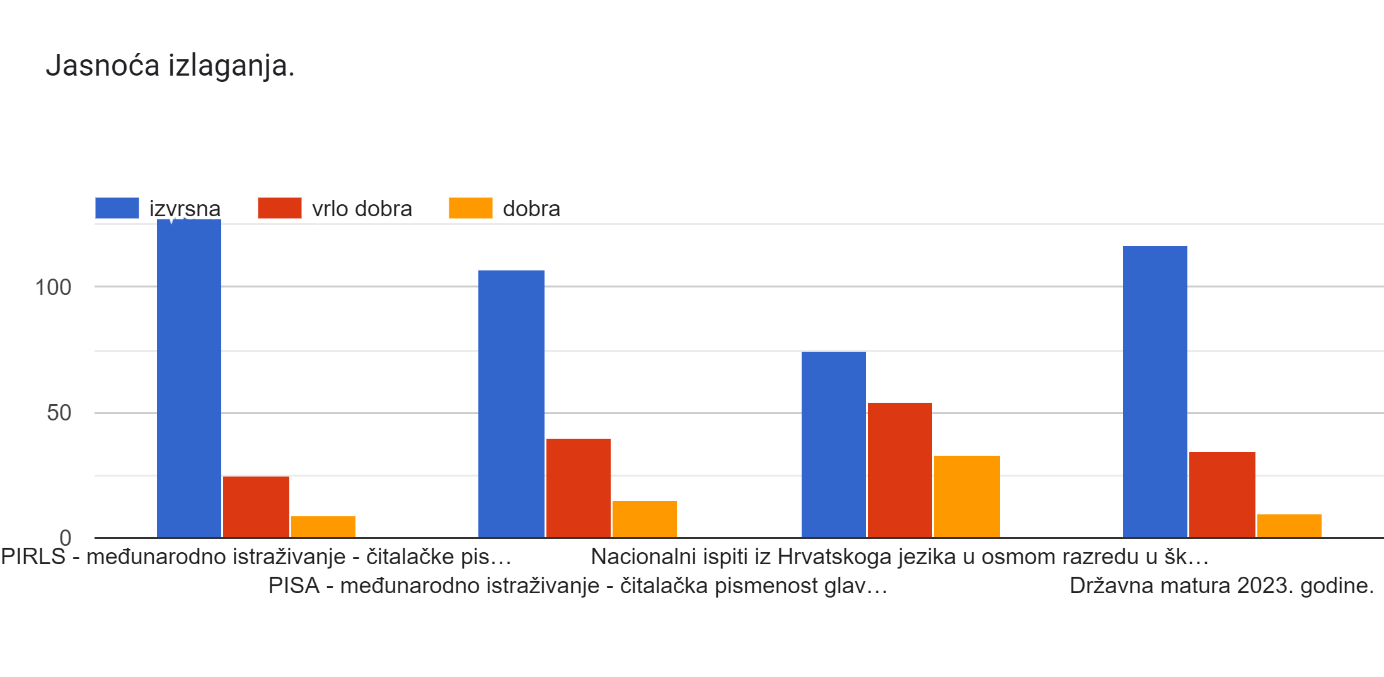 Jasnoća izlaganja.
izvrsna
vrlo dobra
dobra
100
50
0
PIRLS - međunarodno istraživanje - čitalačke pis…
Nacionalni ispiti iz Hrvatskoga jezika u osmom razredu u šk…
PISA - međunarodno istraživanje - čitalačka pismenost glav…
Državna matura 2023. godine.